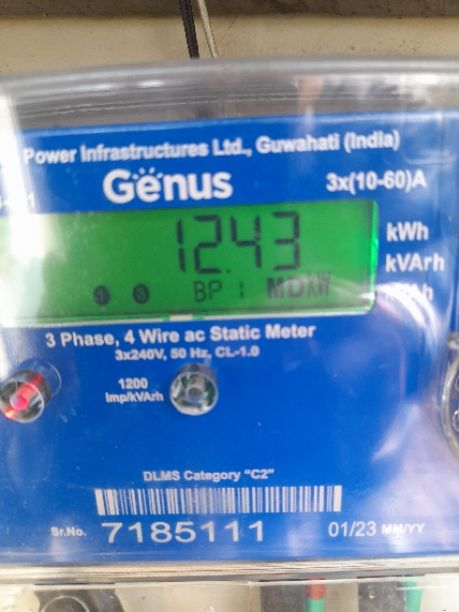 Power Infrastructures Ltd., Guwahati (India)
Genus
3x(10-60)A
12.43
kWh
kVArh
BP 1 MD kW
3 Phase, 4 Wire ac Static Meter
3x240V, 50 Hz, CL-1.0
1200
Imp/kVArh
DLMS Category "C2"
Sr.No. 7185111 01/23 MM/YY